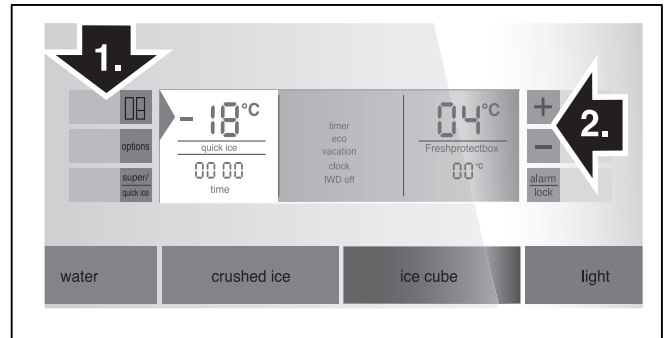 1.
- 18°C
quick ice
00 00
time
timer
eco
vacation
clock
IWD off
04°C
Freshprotectbox
00°C
options
super/
quick ice
+
-
alarm
lock
2.
water
crushed ice
ice cube
light